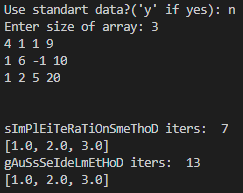 Use standart data?('y' if yes): n
Enter size of array: 3
4 1 1 9
1 6 -1 10
1 2 5 20
sImPlEiTeRaTiOnSmeThoD iters:  7
[1.0, 2.0, 3.0]
gAuSsSeIdeLmEtHoD iters:  13
[1.0, 2.0, 3.0]